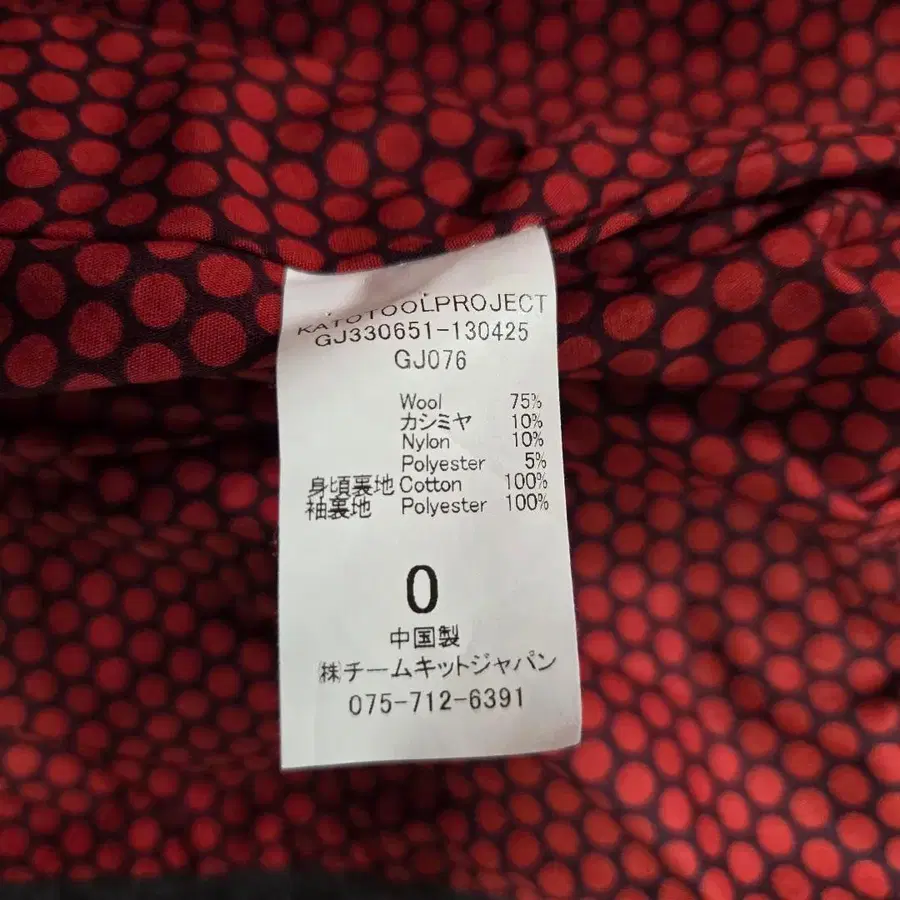 KATOTOOLPROJECT
GJ330651-130425
GJ076
Wool 75%
カシミヤ 10%
Nylon 10%
Polyester 5%
身頃裏地 Cotton 100%
袖裏地 Polyester 100%
0
中国製
㈱チームキットジャパン
075-712-6391